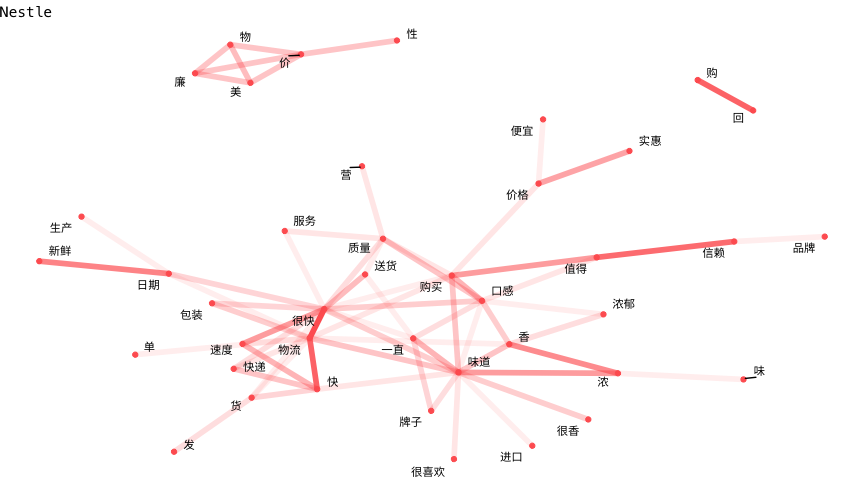 Nestle
性
物
价
购
廉
美
回
便宜
实惠
营
价格
服务
生产
质量
品牌
新鲜
信赖
送货
值得
日期
购买
口感
浓郁
包装
很快
香
单
速度
物流
一直
味道
快递
味
快
浓
货
牌子
很香
发
进口
很喜欢